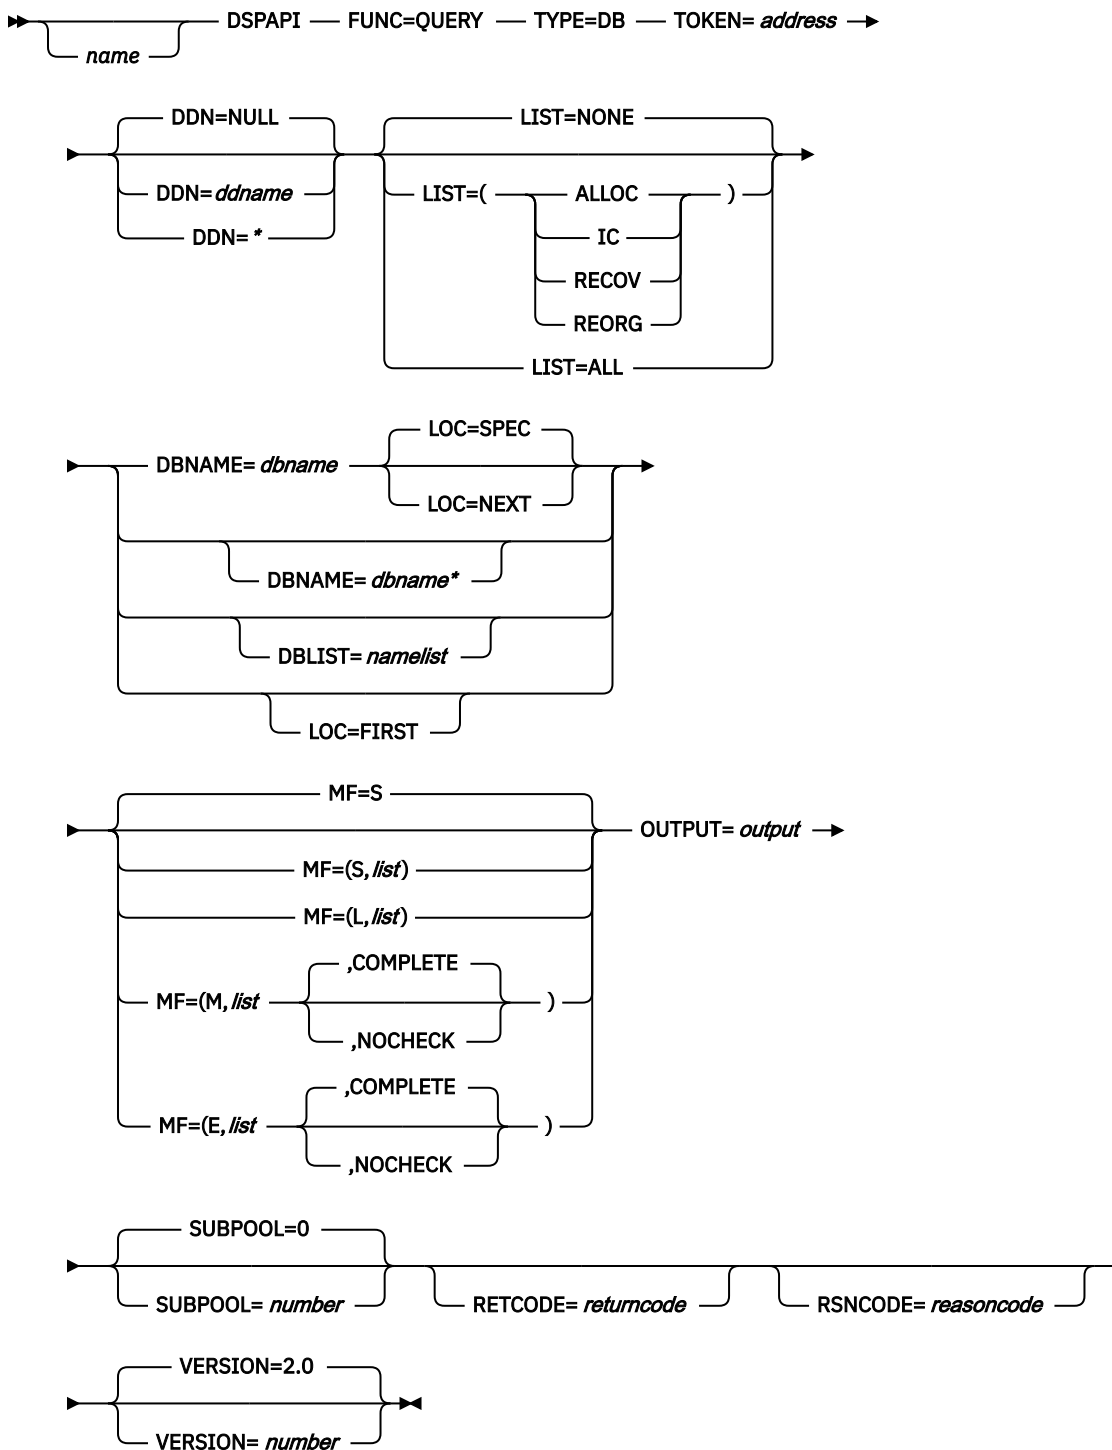 DSPAPI FUNC=QUERY TYPE=DB TOKEN= address
name
DDN=NULL
DDN= ddname
DDN= *
LIST=NONE
LIST=( ALLOC )
IC
RECOV
REORG
LIST=ALL
DBNAME= dbname
LOC=SPEC
LOC=NEXT
DBNAME= dbname*
DBLIST= namelist
LOC=FIRST
MF=S
MF=(S, list)
MF=(L, list)
MF=(M, list ,COMPLETE ,NOCHECK )
MF=(E, list ,COMPLETE ,NOCHECK )
OUTPUT= output
SUBPOOL=0
SUBPOOL= number
RETCODE= returncode
RSNCODE= reasoncode
VERSION=2.0
VERSION= number